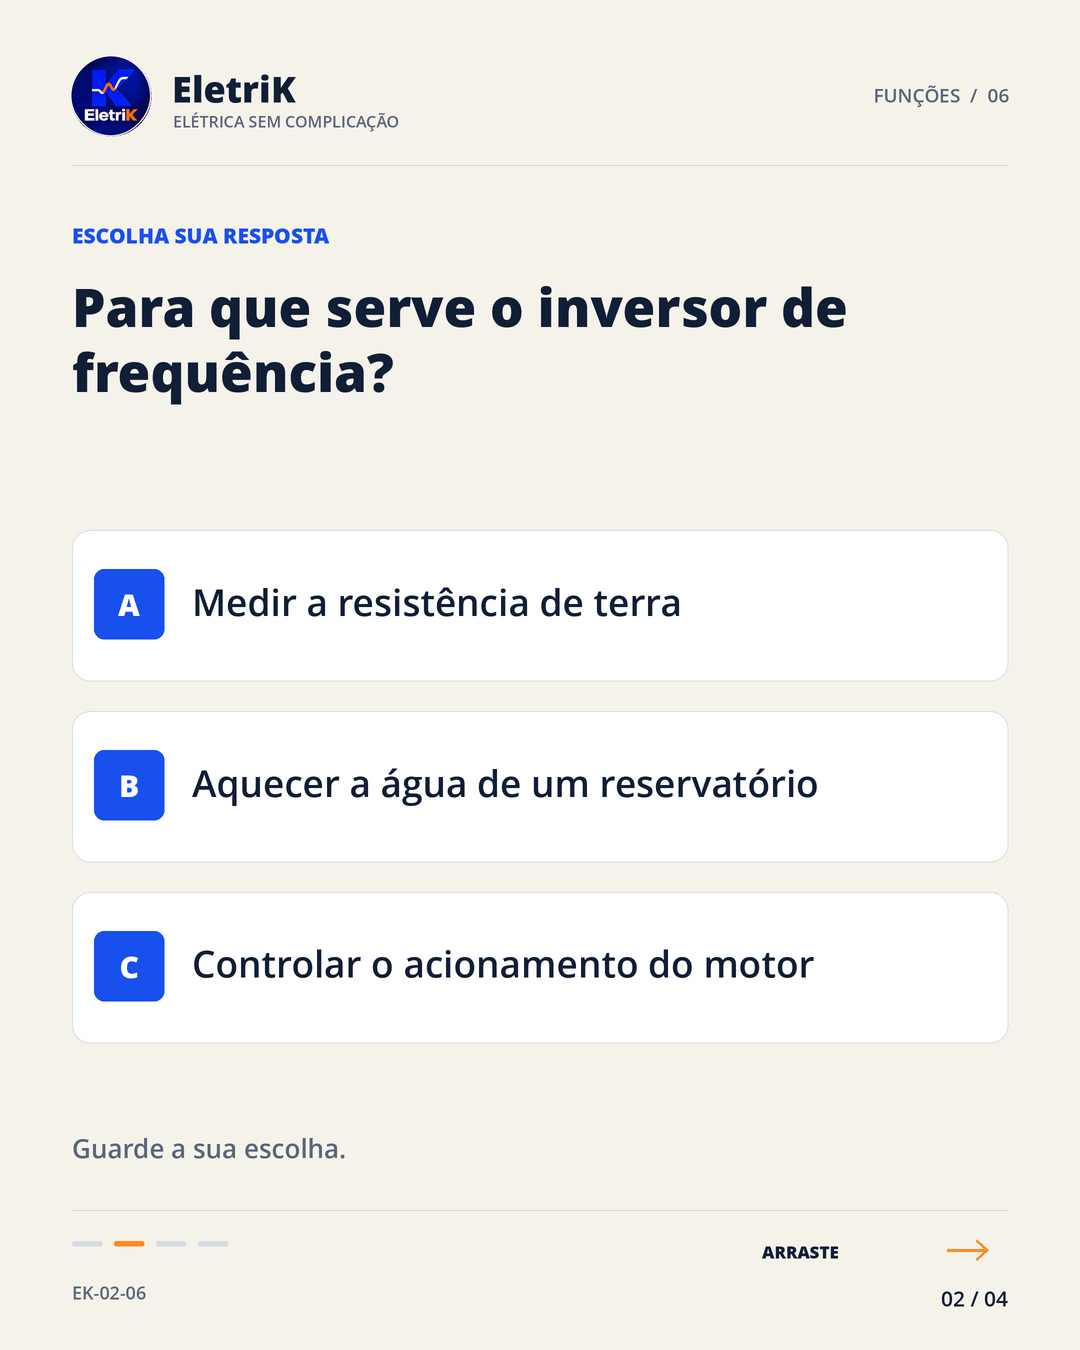 EletriK
EletriK
ELÉTRICA SEM COMPLICAÇÃO
FUNÇÕES / 06
ESCOLHA SUA RESPOSTA
Para que serve o inversor de
frequência?
A Medir a resistência de terra
B Aquecer a água de um reservatório
C Controlar o acionamento do motor
Guarde a sua escolha.
ARRASTE
EK-02-06
02 / 04